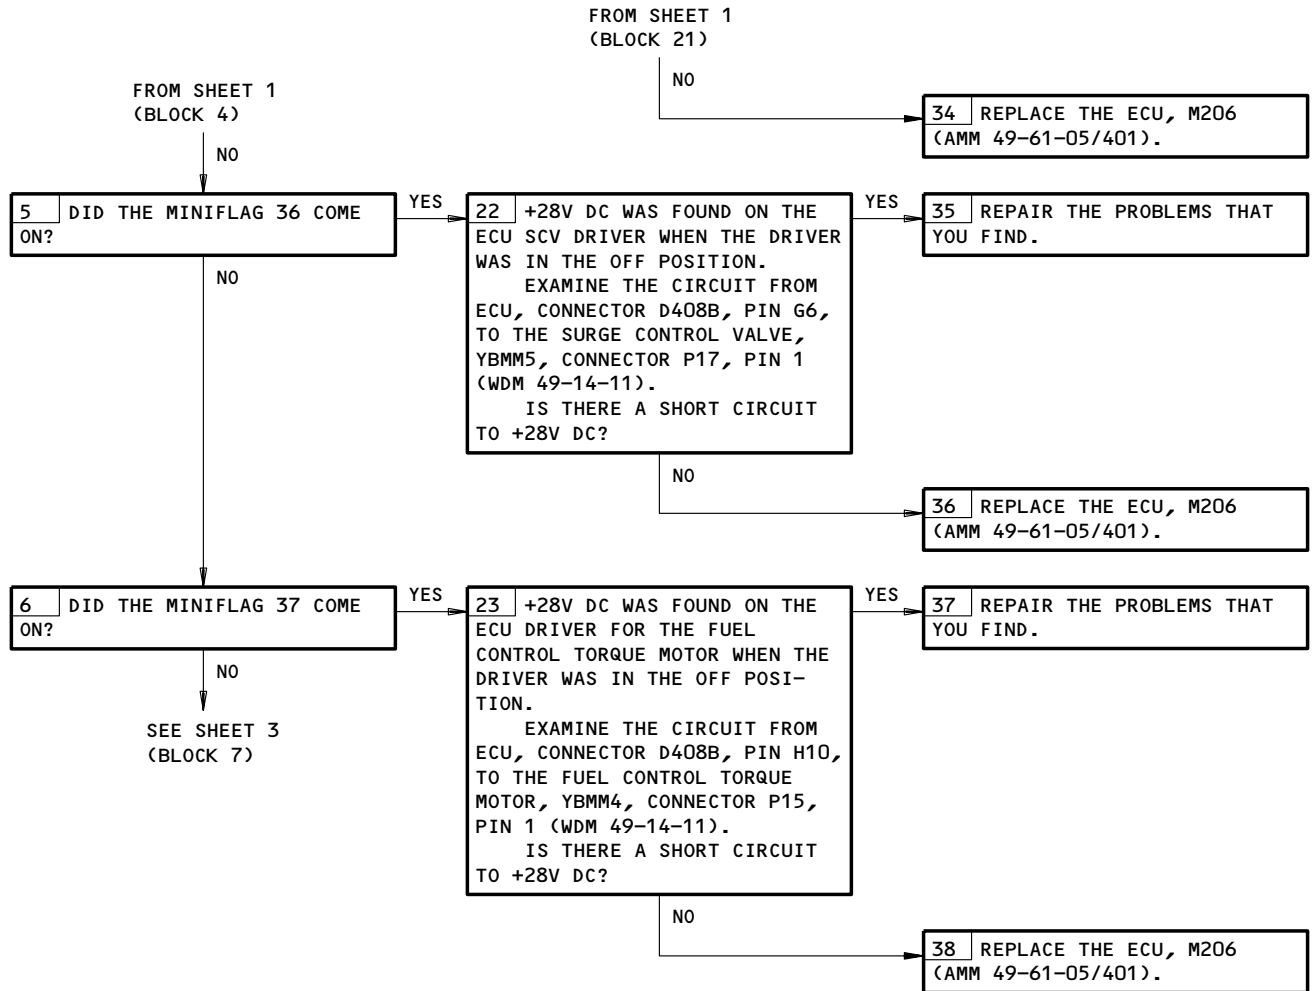 FROM SHEET 1
(BLOCK 21)
NO
34 REPLACE THE ECU, M206
(AMM 49-61-05/401).
FROM SHEET 1
(BLOCK 4)
NO
5 DID THE MINIFLAG 36 COME
ON?
YES
NO
22 +28V DC WAS FOUND ON THE
ECU SCV DRIVER WHEN THE DRIVER
WAS IN THE OFF POSITION.
EXAMINE THE CIRCUIT FROM
ECU, CONNECTOR D408B, PIN G6,
TO THE SURGE CONTROL VALVE,
YBMM5, CONNECTOR P17, PIN 1
(WDM 49-14-11).
IS THERE A SHORT CIRCUIT
TO +28V DC?
YES
35 REPAIR THE PROBLEMS THAT
YOU FIND.
NO
36 REPLACE THE ECU, M206
(AMM 49-61-05/401).
6 DID THE MINIFLAG 37 COME
ON?
YES
NO
SEE SHEET 3
(BLOCK 7)
23 +28V DC WAS FOUND ON THE
ECU DRIVER FOR THE FUEL
CONTROL TORQUE MOTOR WHEN THE
DRIVER WAS IN THE OFF POSI-
TION.
EXAMINE THE CIRCUIT FROM
ECU, CONNECTOR D408B, PIN H10,
TO THE FUEL CONTROL TORQUE
MOTOR, YBMM4, CONNECTOR P15,
PIN 1 (WDM 49-14-11).
IS THERE A SHORT CIRCUIT
TO +28V DC?
YES
37 REPAIR THE PROBLEMS THAT
YOU FIND.
NO
38 REPLACE THE ECU, M206
(AMM 49-61-05/401).